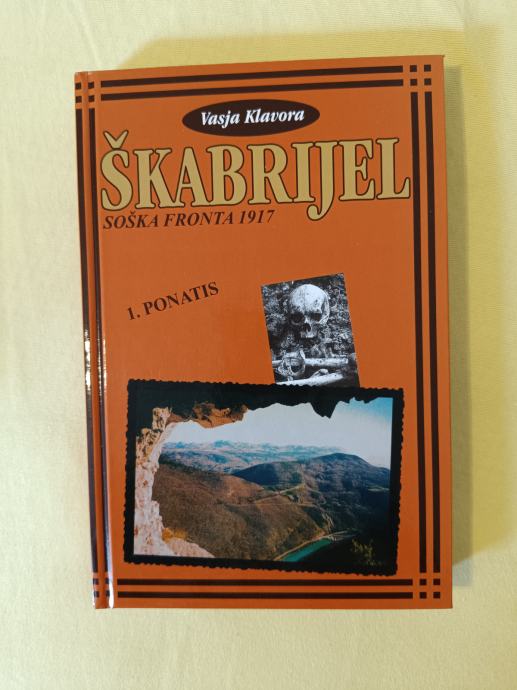 Vasja Klavora
ŠKABRIJEL
SOŠKA FRONTA 1917
1. PONATIS